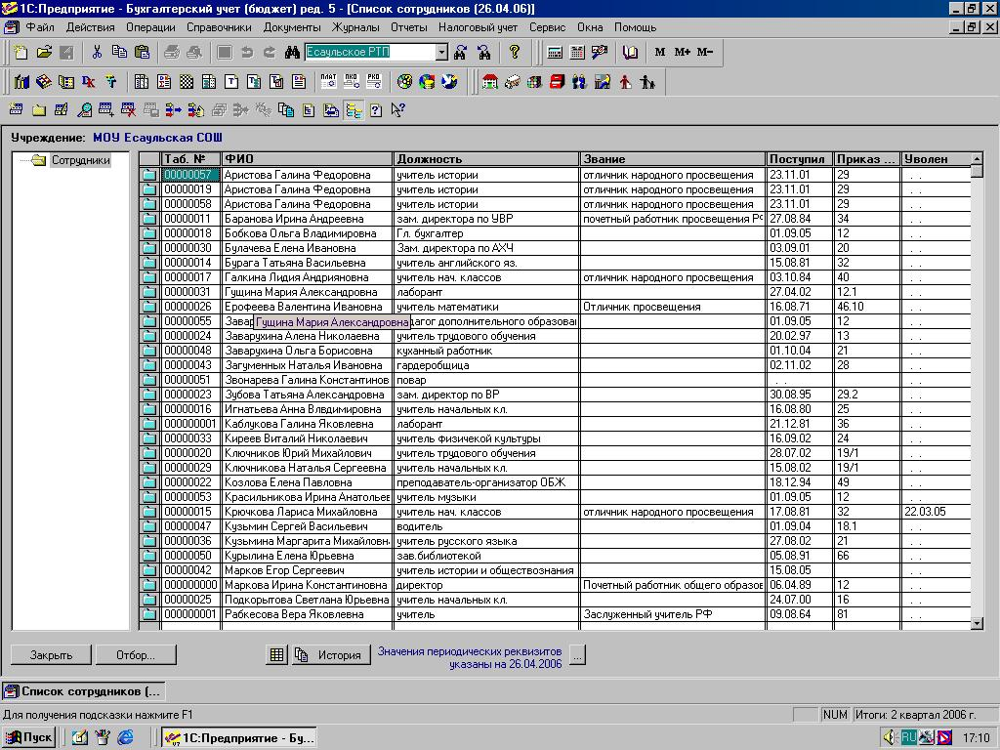 1С:Предприятие - Бухгалтерский учет (бюджет) ред. 5 - [Список сотрудников (26.04.06)]
Файл Действия Операции Справочники Документы Журналы Отчеты Налоговый учет Сервис Окна Помощь
Есаульское РТП M M+ M-
Учреждение: МОУ Есаульская СОШ
Сотрудники
Таб. № ФИО Должность Звание Поступил Приказ ... Уволен
00000057 Аристова Галина Федоровна учитель истории отличник народного просвещения 23.11.01 29 . .
00000019 Аристова Галина Федоровна учитель истории отличник народного просвещения 23.11.01 29 . .
00000058 Аристова Галина Федоровна учитель истории отличник народного просвещения 23.11.01 29 . .
00000011 Баранова Ирина Андреевна зам. директора по УВР почетный работник просвещения РФ 27.08.84 34 . .
00000018 Бобкова Ольга Владимировна Гл. бухгалтер 01.09.05 12 . .
00000030 Булачева Елена Ивановна Зам. директора по АХЧ 03.09.01 20 . .
00000014 Бурага Татьяна Васильевна учитель английского яз. 15.08.81 32 . .
00000017 Галкина Лидия Андрияновна учитель нач. классов отличник народного просвещения 03.10.84 40 . .
00000031 Гущина Мария Александровна лаборант 27.04.02 12.1 . .
00000026 Ерофеева Валентина Ивановна учитель математики Отличник просвещения 16.08.71 46.10 . .
00000055 Завар Гущина Мария Александровна дагог дополнительного образован 01.09.05 12 . .
00000024 Заварухина Алена Николаевна учитель трудового обучения 20.02.97 13 . .
00000048 Заварухина Ольга Борисовна куханный работник 01.10.04 21 . .
00000043 Загуменных Наталья Ивановна гардеробщица 02.11.02 28 . .
00000051 Звонарева Галина Константинов повар . . . .
00000023 Зубова Татьяна Александровна зам. директор по ВР 30.08.95 29.2 . .
00000016 Игнатьева Анна Влвдимировна учитель начальных кл. 16.08.80 25 . .
000000001 Каблукова Галина Яковлевна лаборант 21.12.81 36 . .
00000033 Киреев Виталий Николаевич учитель физичекой культуры 16.09.02 24 . .
00000020 Ключников Юрий Михайлович учитель трудового обучения 28.07.02 19/1 . .
00000029 Ключникова Наталья Сергеевна учитель начальных кл. 15.08.02 19/1 . .
00000022 Козлова Елена Павловна преподаватель-организатор ОБЖ 18.12.94 49 . .
00000053 Красильникова Ирина Анатольев учитель музыки 01.09.05 12 . .
00000015 Крючкова Лариса Михайловна учитель нач. классов отличник народного просвещения 17.08.81 32 22.03.05
00000047 Кузьмин Сергей Васильевич водитель 01.09.04 18.1 . .
00000036 Кузьмина Маргарита Михайловн учитель русского языка 27.08.02 21 . .
00000050 Курылина Елена Юрьевна зав.библиотекой 05.08.91 66 . .
00000042 Марков Егор Сергеевич учитель истории и обществознания 15.08.05 . .
000000000 Маркова Ирина Константиновна директор Почетный работник общего образов 06.04.89 12 . .
00000025 Подкорытова Светлана Юрьевна учитель начальных кл. 24.07.00 16 . .
000000001 Рабкесова Вера Яковлевна учитель Заслуженный учитель РФ 09.08.64 81 . .
Закрыть Отбор... История Значения периодических реквизитов
указаны на 26.04.2006 ...
Список сотрудников (...
Для получения подсказки нажмите F1 NUM Итоги: 2 квартал 2006 г.
Пуск 1С:Предприятие - Бу... RU 17:10